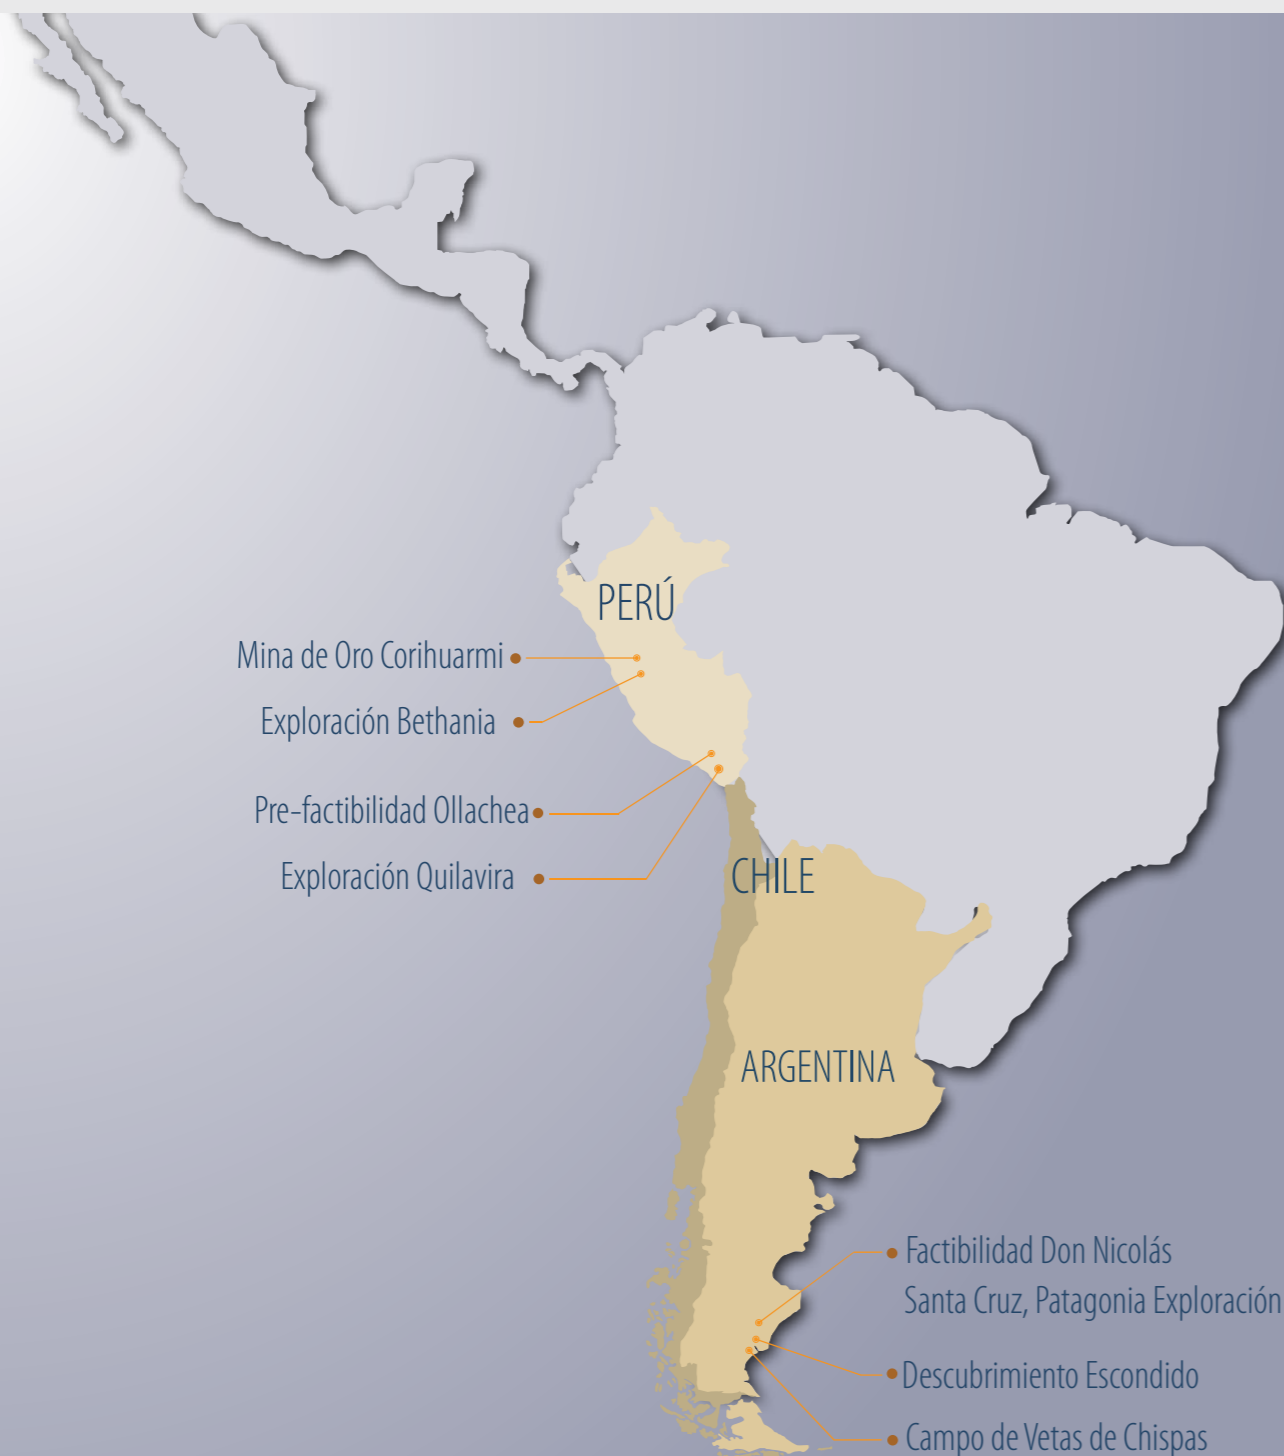 PERÚ
Mina de Oro Corihuarmi
Exploración Bethania
Pre-factibilidad Ollachea
Exploración Quilavira
CHILE
ARGENTINA
Factibilidad Don Nicolás
Santa Cruz, Patagonia Exploración
Descubrimiento Escondido
Campo de Vetas de Chispas